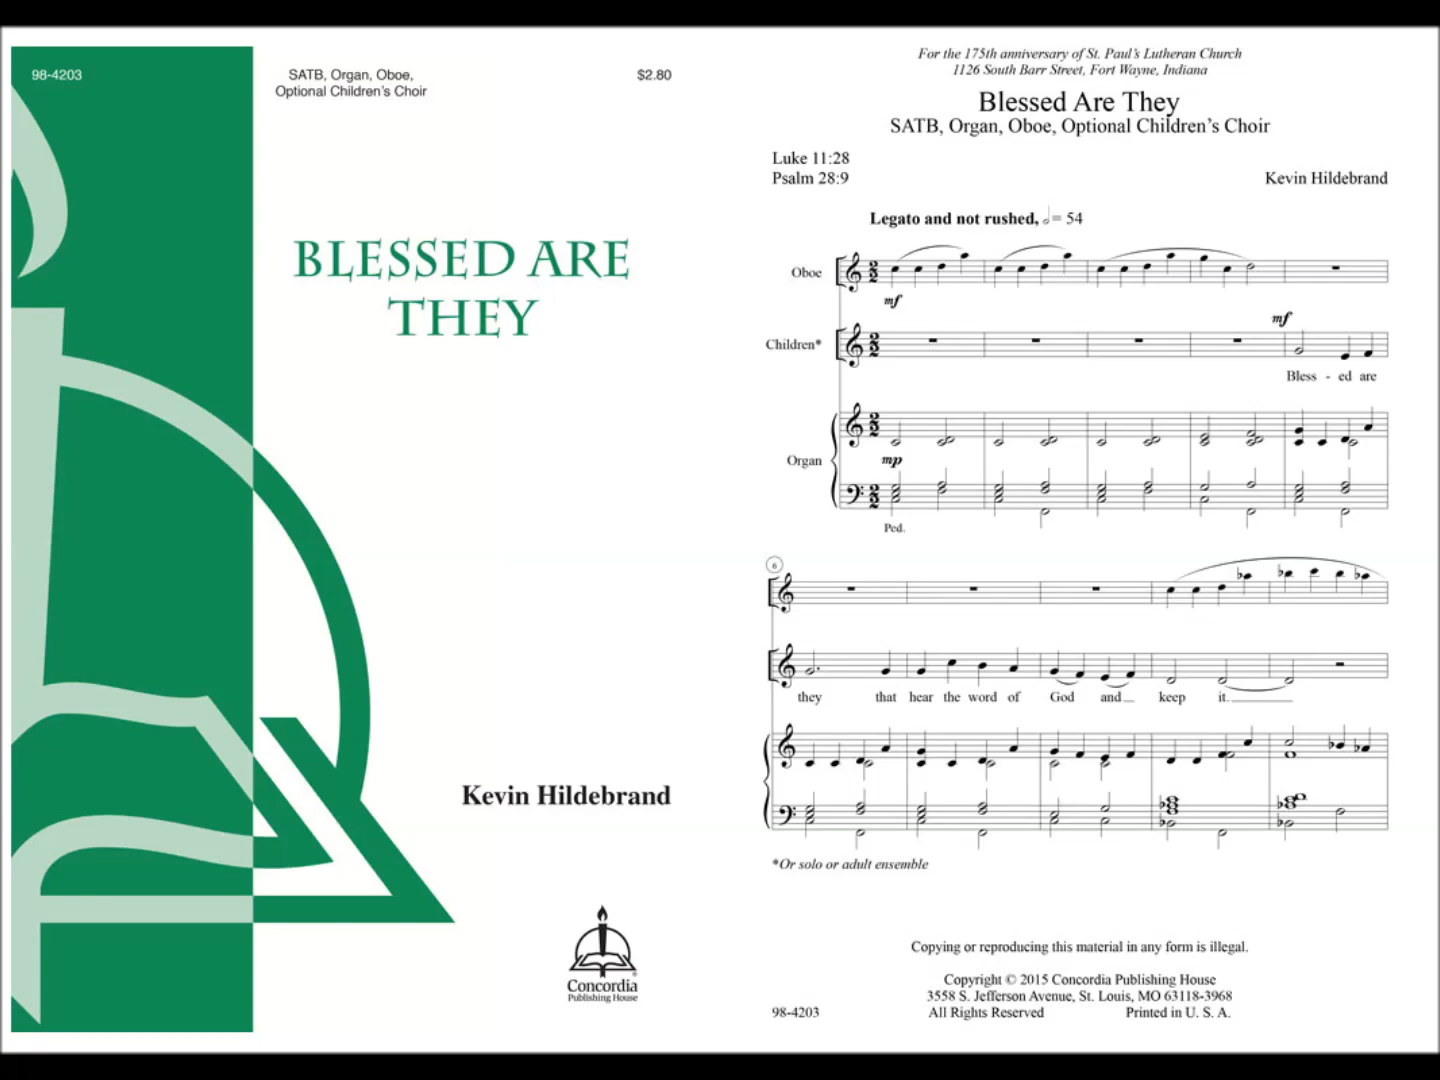 98-4203
SATB, Organ, Oboe,
Optional Children's Choir
$2.80
BLESSED ARE
THEY
Kevin Hildebrand
Concordia
Publishing House
For the 175th anniversary of St. Paul's Lutheran Church
1126 South Barr Street, Fort Wayne, Indiana
Blessed Are They
SATB, Organ, Oboe, Optional Children's Choir
Luke 11:28
Psalm 28:9
Kevin Hildebrand
Legato and not rushed, 𝅗𝅥 = 54
Oboe
mf
mf
Children*
Bless - ed are
Organ
mp
Ped.
6
they that hear the word of God and keep it.
*Or solo or adult ensemble
Copying or reproducing this material in any form is illegal.
Copyright © 2015 Concordia Publishing House
3558 S. Jefferson Avenue, St. Louis, MO 63118-3968
98-4203 All Rights Reserved Printed in U. S. A.